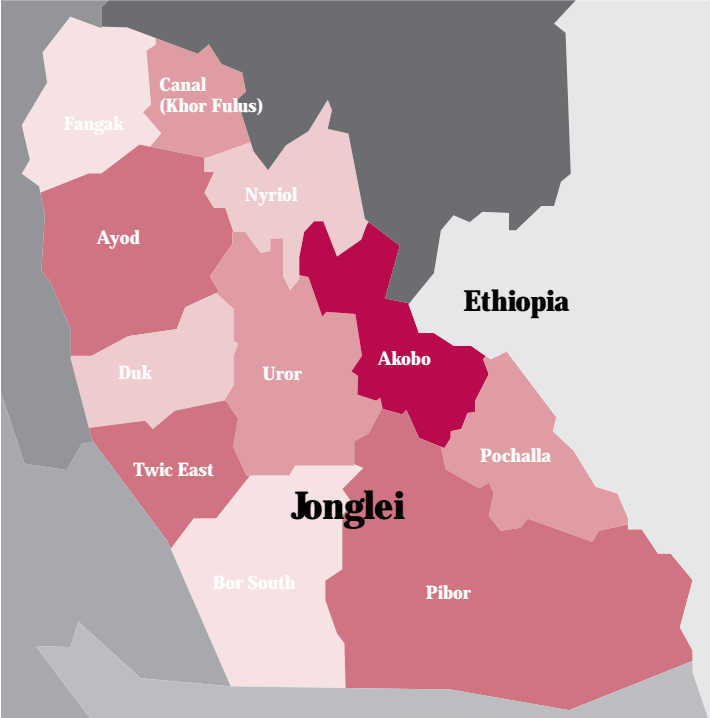 Canal
(Khor Fulus)
Fangak
Nyriol
Ayod
Ethiopia
Akobo
Duk
Uror
Pochalla
Twic East
Jonglei
Bor South
Pibor